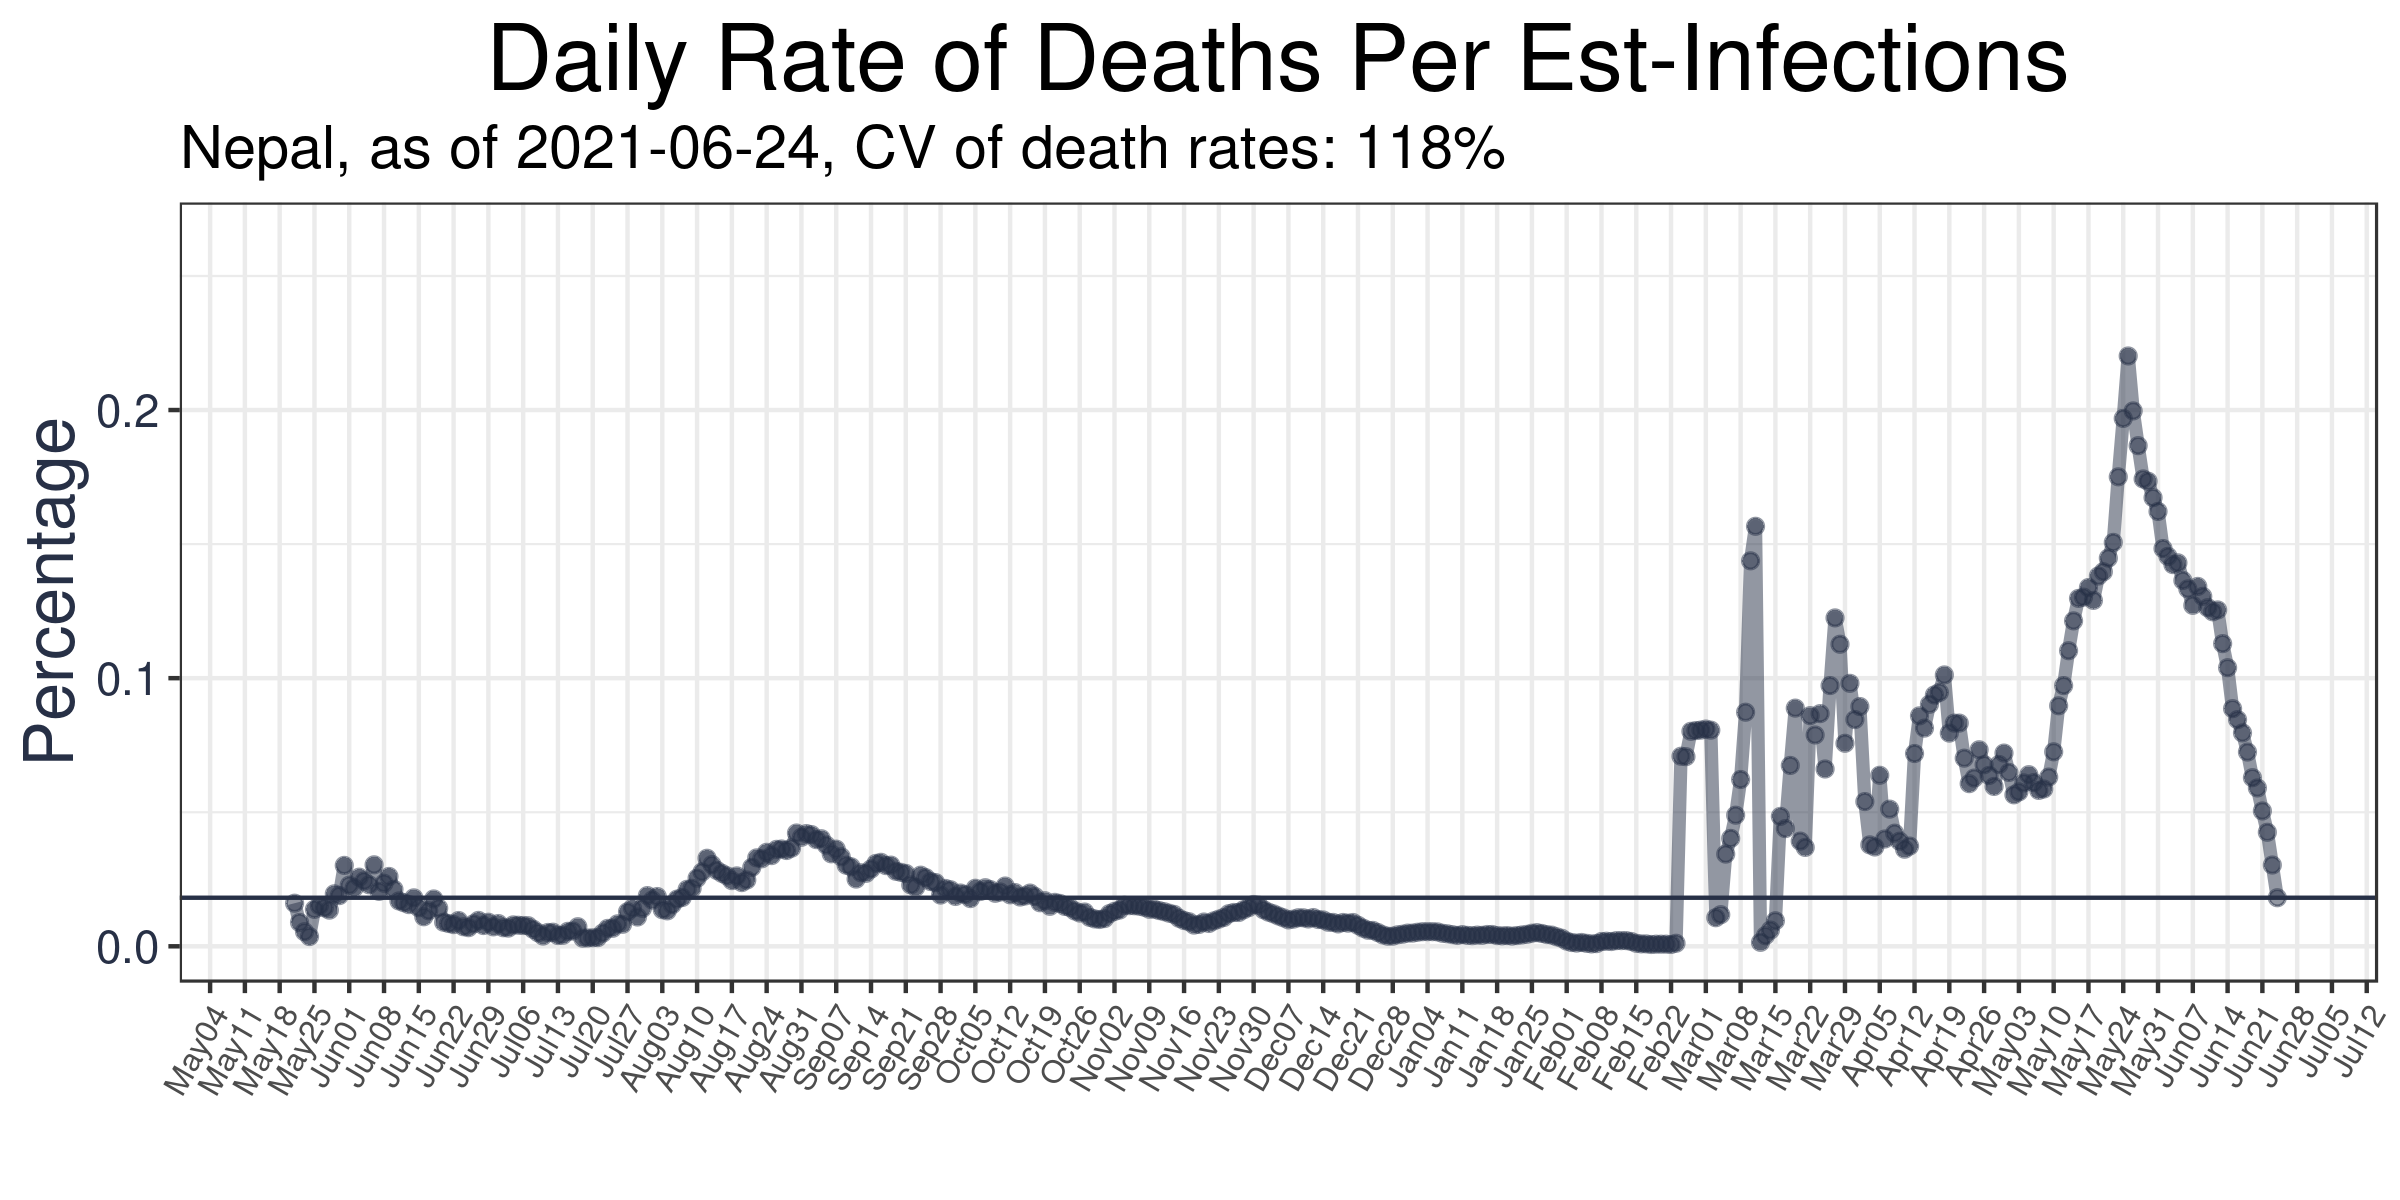 Daily Rate of Deaths Per Est-Infections
Nepal, as of 2021-06-24, CV of death rates: 118%
Percentage
0.2
0.1
0.0
May04
May11
May18
May25
Jun01
Jun08
Jun15
Jun22
Jun29
Jul06
Jul13
Jul20
Jul27
Aug03
Aug10
Aug17
Aug24
Aug31
Sep07
Sep14
Sep21
Sep28
Oct05
Oct12
Oct19
Oct26
Nov02
Nov09
Nov16
Nov23
Nov30
Dec07
Dec14
Dec21
Dec28
Jan04
Jan11
Jan18
Jan25
Feb01
Feb08
Feb15
Feb22
Mar01
Mar08
Mar15
Mar22
Mar29
Apr05
Apr12
Apr19
Apr26
May03
May10
May17
May24
May31
Jun07
Jun14
Jun21
Jun28
Jul05
Jul12